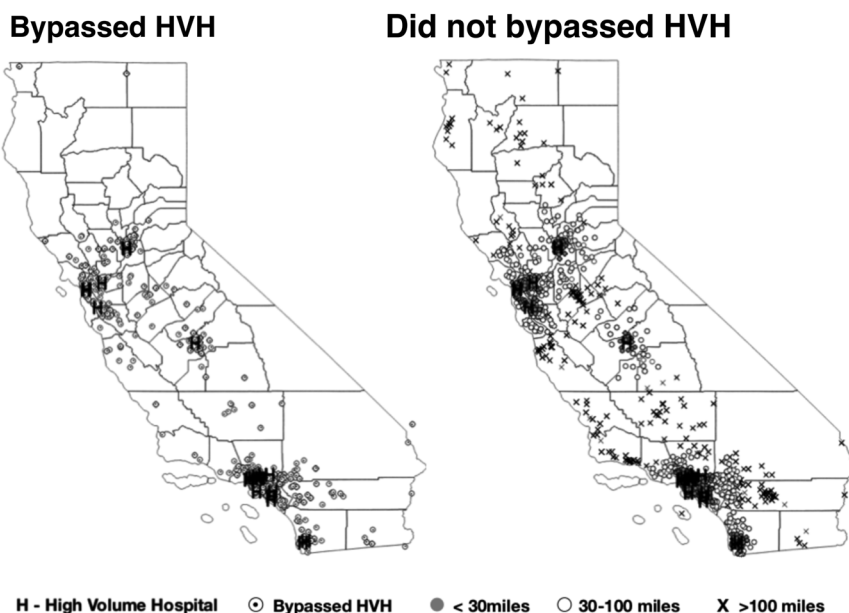 Bypassed HVH
Did not bypassed HVH
H H H H H H H H
H H H H H H H H
H - High Volume Hospital
Bypassed HVH
< 30miles
30-100 miles
X >100 miles